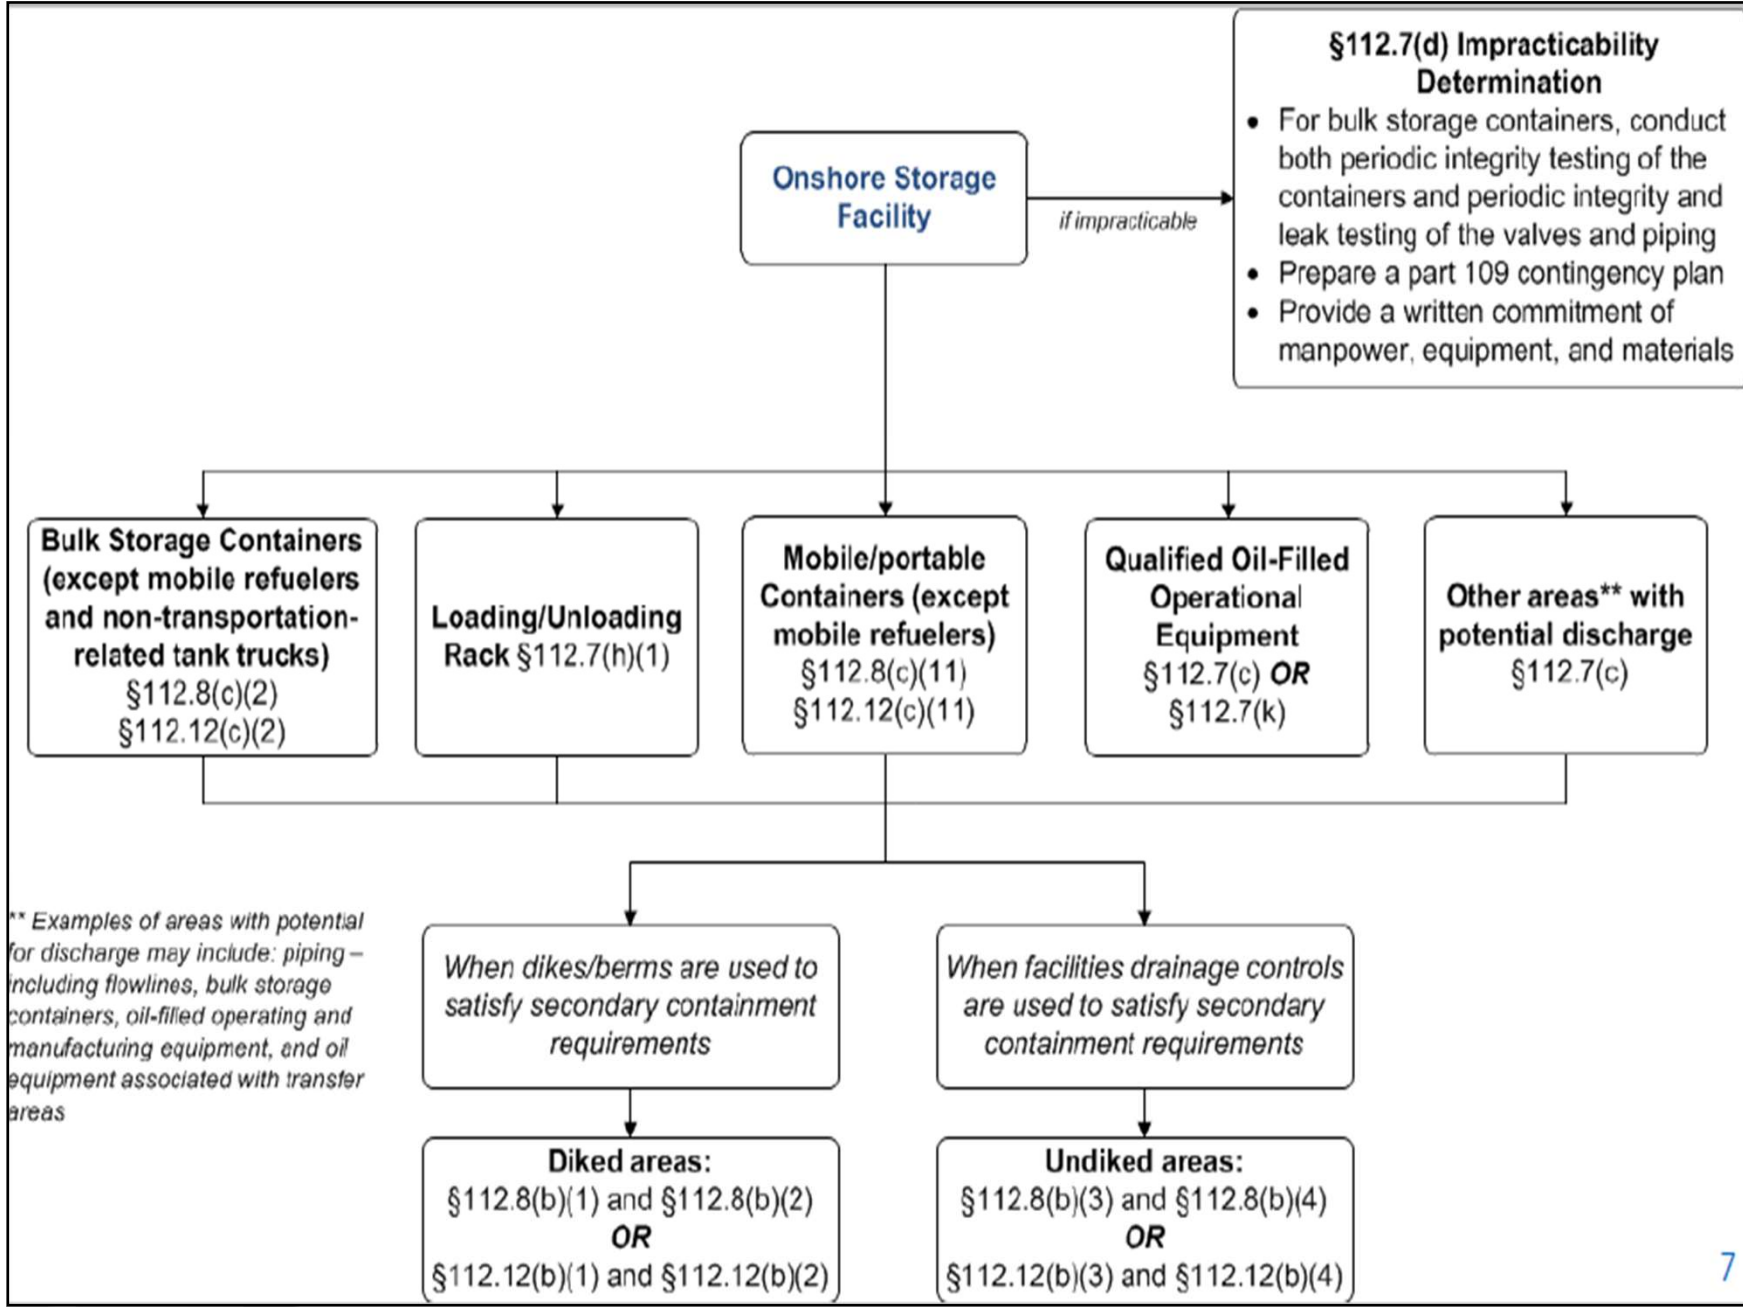 §112.7(d) Impracticability
Determination
• For bulk storage containers, conduct
both periodic integrity testing of the
containers and periodic integrity and
leak testing of the valves and piping
• Prepare a part 109 contingency plan
• Provide a written commitment of
manpower, equipment, and materials
Onshore Storage
Facility
if impracticable
Bulk Storage Containers
(except mobile refuelers
and non-transportation-
related tank trucks)
§112.8(c)(2)
§112.12(c)(2)
Loading/Unloading
Rack §112.7(h)(1)
Mobile/portable
Containers (except
mobile refuelers)
§112.8(c)(11)
§112.12(c)(11)
Qualified Oil-Filled
Operational
Equipment
§112.7(c) OR
§112.7(k)
Other areas** with
potential discharge
§112.7(c)
** Examples of areas with potential
for discharge may include: piping –
including flowlines, bulk storage
containers, oil-filled operating and
manufacturing equipment, and oil
equipment associated with transfer
areas
When dikes/berms are used to
satisfy secondary containment
requirements
When facilities drainage controls
are used to satisfy secondary
containment requirements
Diked areas:
§112.8(b)(1) and §112.8(b)(2)
OR
§112.12(b)(1) and §112.12(b)(2)
Undiked areas:
§112.8(b)(3) and §112.8(b)(4)
OR
§112.12(b)(3) and §112.12(b)(4)
7